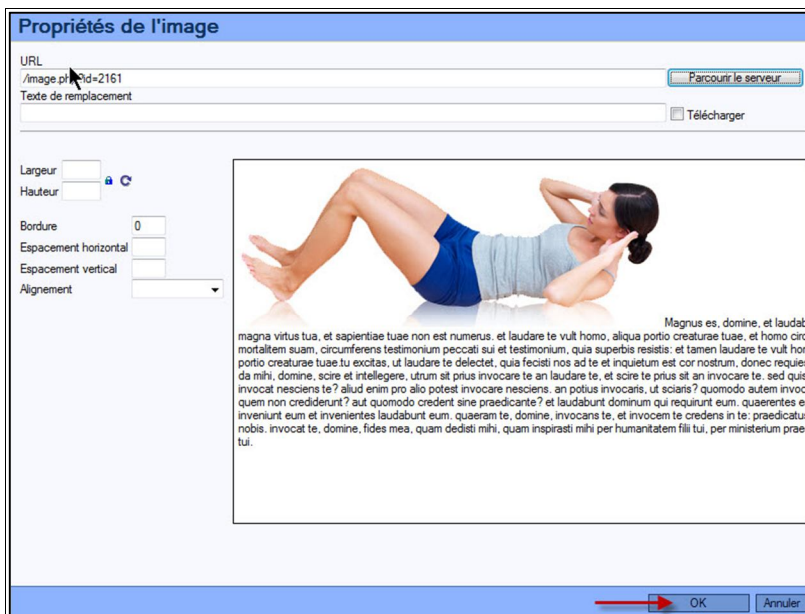 Propriétés de l'image
URL
/image.ph ?id=2161
Parcourir le serveur
Texte de remplacement
Télécharger
Largeur
Hauteur
Bordure 0
Espacement horizontal
Espacement vertical
Alignement
Magnus es, domine, et laudab
magna virtus tua, et sapientiae tuae non est numerus. et laudare te vult homo, aliqua portio creaturae tuae, et homo circ
mortalitem suam, circumferens testimonium peccati sui et testimonium, quia superbis resistis: et tamen laudare te vult hom
portio creaturae tuae.tu excitas, ut laudare te delectet, quia fecisti nos ad te et inquietum est cor nostrum, donec requies
da mihi, domine, scire et intellegere, utrum sit prius invocare te an laudare te, et scire te prius sit an invocare te. sed quis
invocat nesciens te? aliud enim pro alio potest invocare nesciens. an potius invocaris, ut sciaris? quomodo autem invoc
quem non crediderunt? aut quomodo credent sine praedicante? et laudabunt dominum qui requirunt eum. quaerentes e
inveniunt eum et invenientes laudabunt eum. quaeram te, domine, invocans te, et invocem te credens in te: praedicatus
nobis. invocat te, domine, fides mea, quam dedisti mihi, quam inspirasti mihi per humanitatem filii tui, per ministerium prae
tui.
OK
Annuler